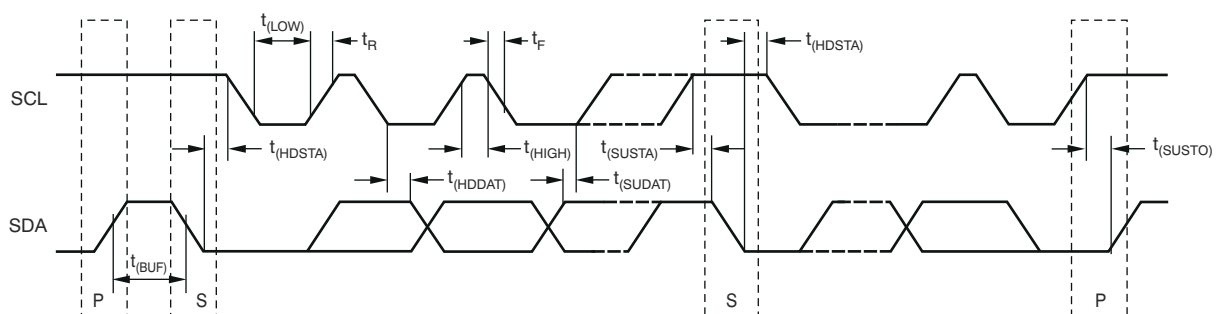 t(LOW)
tR
tF
t(HDSTA)
SCL
t(HDSTA)
t(HIGH)
t(SUSTA)
t(SUSTO)
t(HDDAT)
t(SUDAT)
SDA
t(BUF)
P
S
S
P